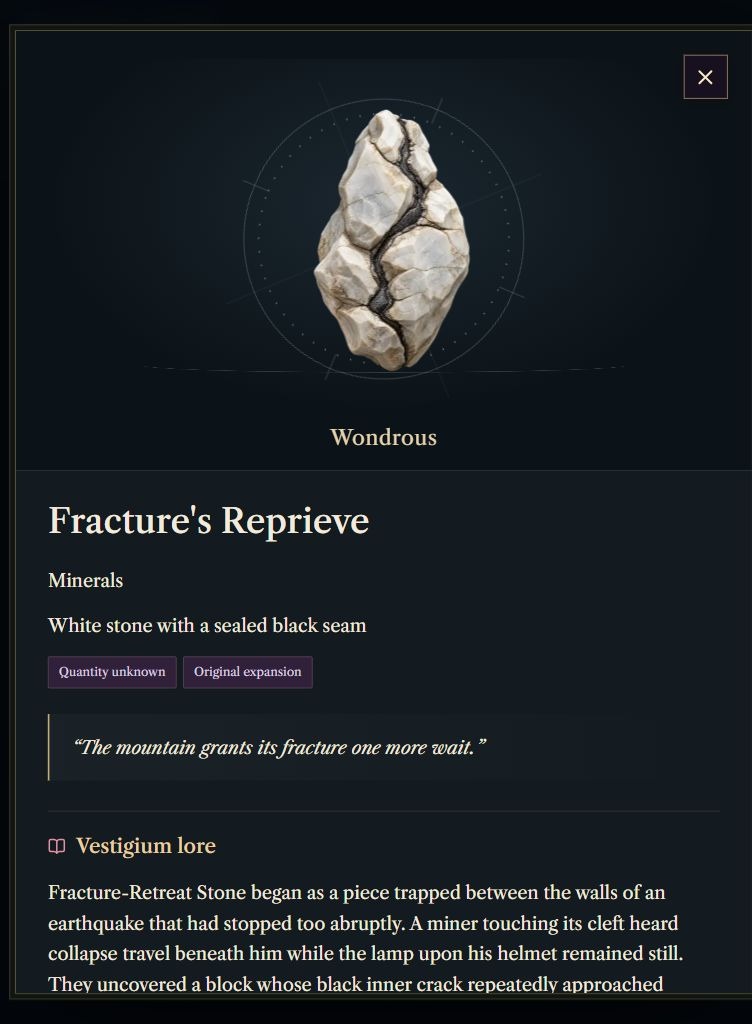 Wondrous
Fracture's Reprieve
Minerals
White stone with a sealed black seam
Quantity unknown
Original expansion
“The mountain grants its fracture one more wait.”
Vestigium lore
Fracture-Retreat Stone began as a piece trapped between the walls of an
earthquake that had stopped too abruptly. A miner touching its cleft heard
collapse travel beneath him while the lamp upon his helmet remained still.
They uncovered a block whose black inner crack repeatedly approached